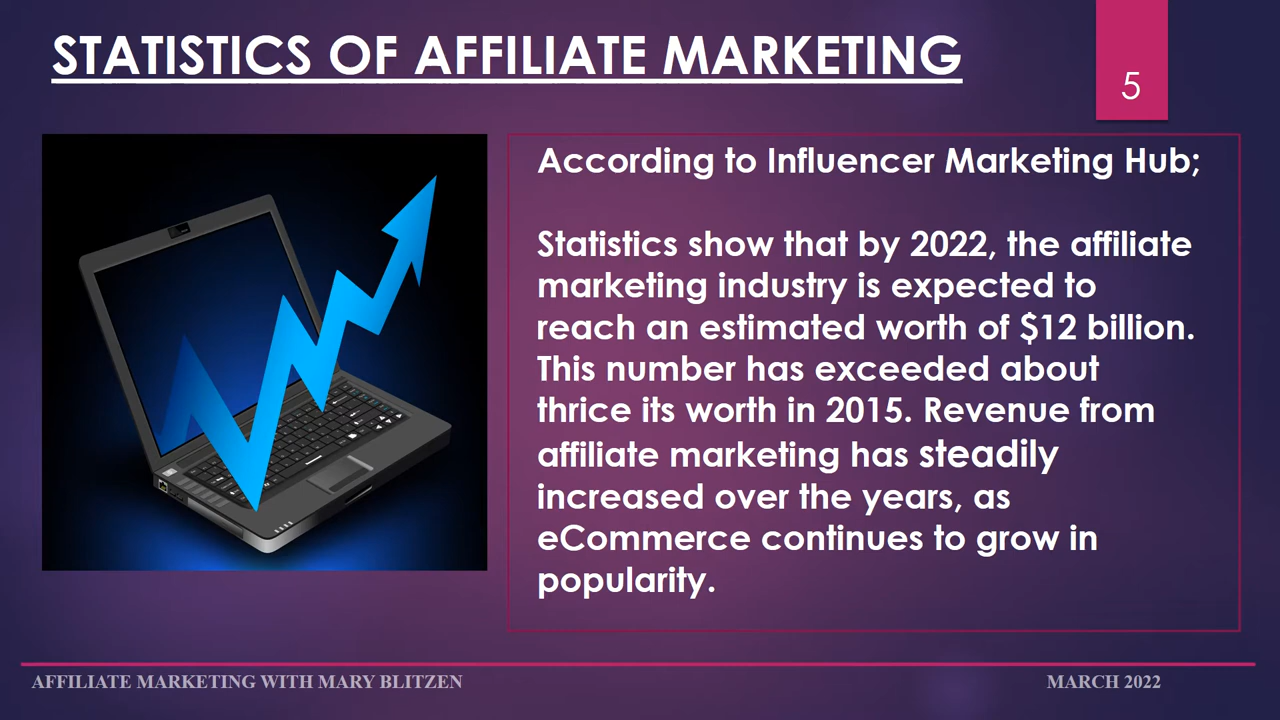 STATISTICS OF AFFILIATE MARKETING
5
According to Influencer Marketing Hub;
Statistics show that by 2022, the affiliate
marketing industry is expected to
reach an estimated worth of $12 billion.
This number has exceeded about
thrice its worth in 2015. Revenue from
affiliate marketing has steadily
increased over the years, as
eCommerce continues to grow in
popularity.
AFFILIATE MARKETING WITH MARY BLITZEN
MARCH 2022